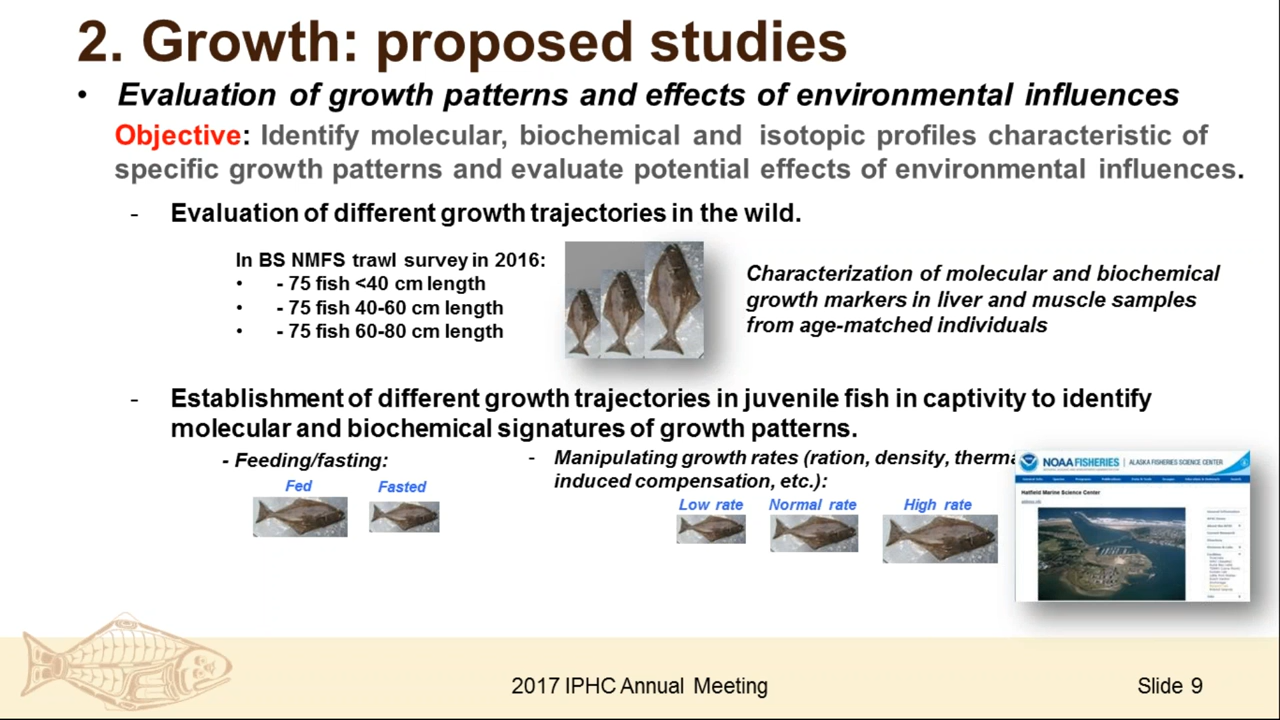 2. Growth: proposed studies
• Evaluation of growth patterns and effects of environmental influences
Objective: Identify molecular, biochemical and isotopic profiles characteristic of
specific growth patterns and evaluate potential effects of environmental influences.
- Evaluation of different growth trajectories in the wild.
In BS NMFS trawl survey in 2016:
• - 75 fish <40 cm length
• - 75 fish 40-60 cm length
• - 75 fish 60-80 cm length
Characterization of molecular and biochemical
growth markers in liver and muscle samples
from age-matched individuals
- Establishment of different growth trajectories in juvenile fish in captivity to identify
molecular and biochemical signatures of growth patterns.
- Feeding/fasting:
Fed Fasted
- Manipulating growth rates (ration, density, therma
induced compensation, etc.):
Low rate Normal rate High rate
NOAA FISHERIES ALASKA FISHERIES SCIENCE CENTER
Hatfield Marine Science Center
2017 IPHC Annual Meeting
Slide 9